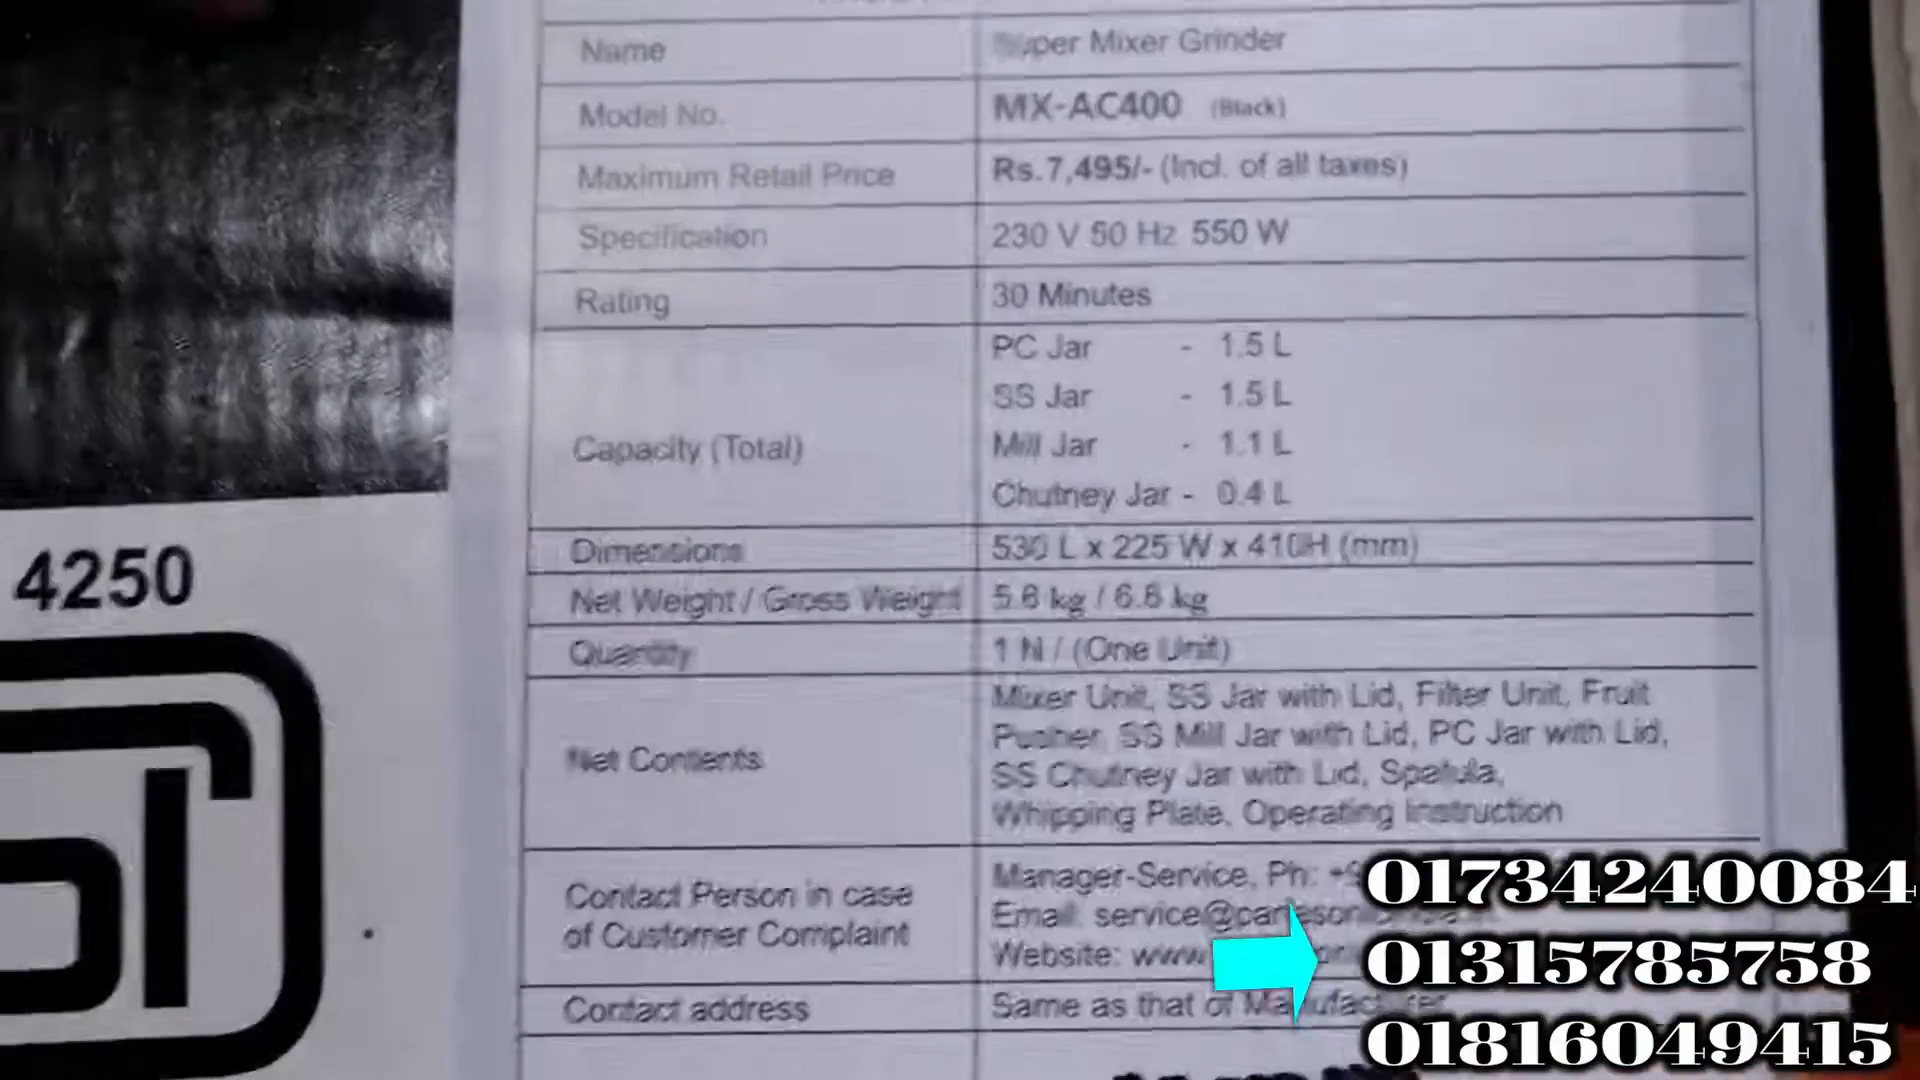 Name Super Mixer Grinder
Model No. MX-AC400 (Black)
Maximum Retail Price Rs.7,495/- (Incl. of all taxes)
Specification 230 V 50 Hz 550 W
Rating 30 Minutes
Capacity (Total)
PC Jar - 1.5 L
SS Jar - 1.5 L
Mill Jar - 1.1 L
Chutney Jar - 0.4 L
Dimensions 530 L x 225 W x 410H (mm)
Net Weight / Gross Weight 5.6 kg / 6.6 kg
Quantity 1 N / (One Unit)
Net Contents
Mixer Unit, SS Jar with Lid, Filter Unit, Fruit
Pusher, SS Mill Jar with Lid, PC Jar with Lid,
SS Chutney Jar with Lid, Spatula,
Whipping Plate, Operating Instruction
Contact Person in case
of Customer Complaint
Manager-Service, Ph:
Email: 
Website:
Contact address Same as that of Manufacturer
4250
01734240084
01315785758
01816049415